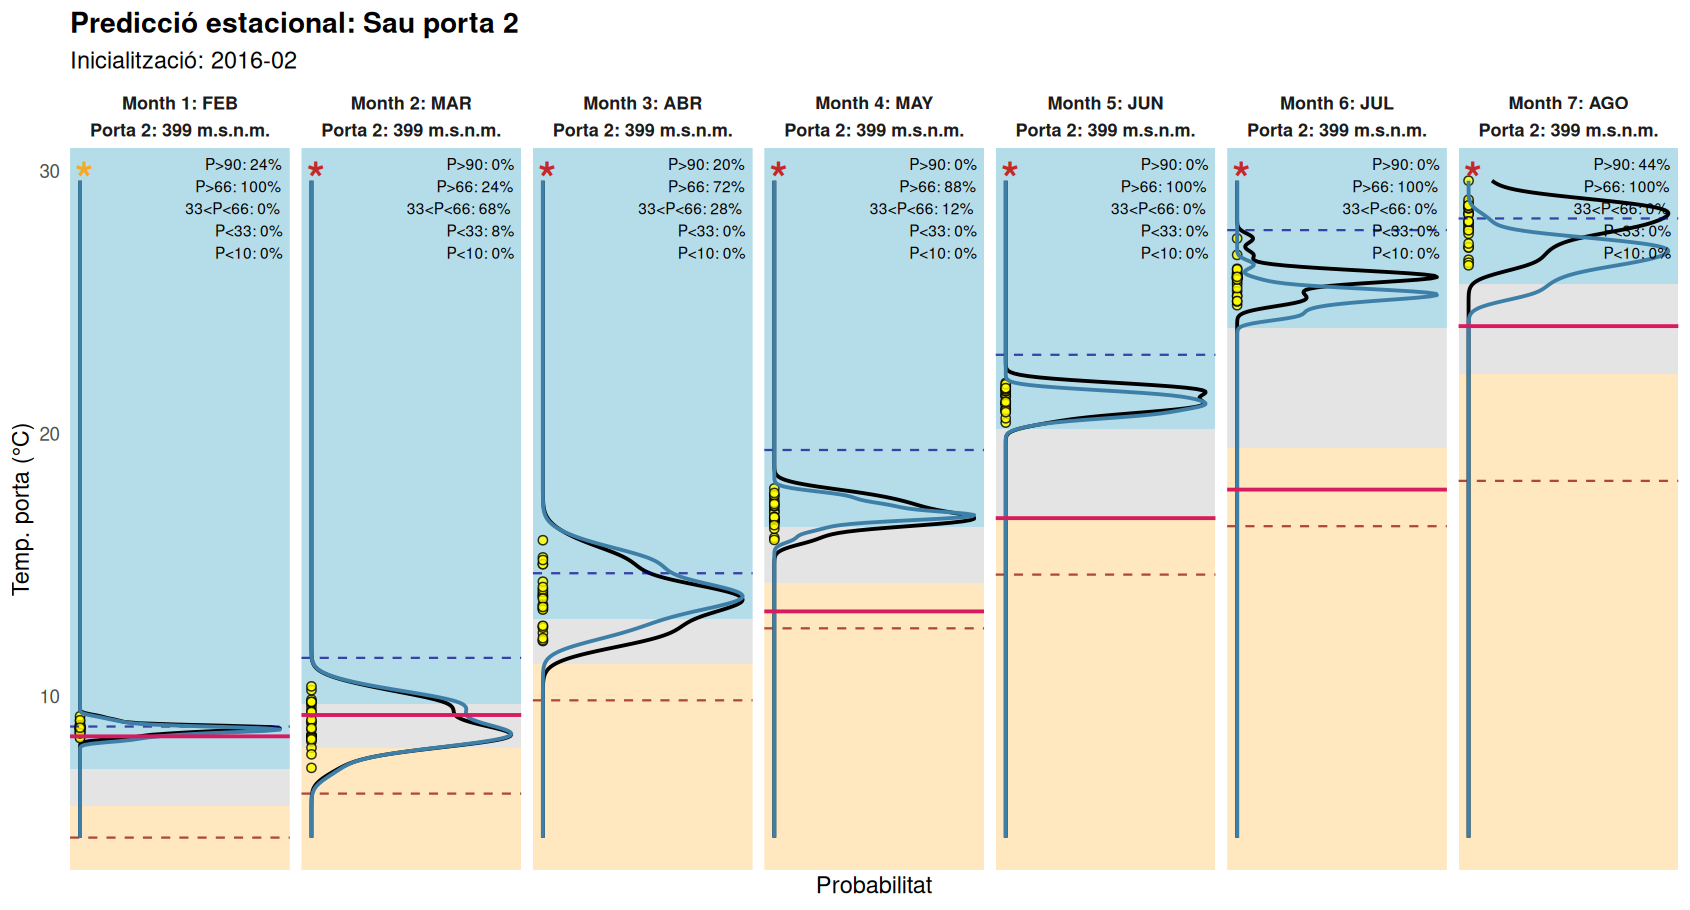 Predicció estacional: Sau porta 2
Inicialització: 2016-02
Month 1: FEB
Porta 2: 399 m.s.n.m.
Month 2: MAR
Porta 2: 399 m.s.n.m.
Month 3: ABR
Porta 2: 399 m.s.n.m.
Month 4: MAY
Porta 2: 399 m.s.n.m.
Month 5: JUN
Porta 2: 399 m.s.n.m.
Month 6: JUL
Porta 2: 399 m.s.n.m.
Month 7: AGO
Porta 2: 399 m.s.n.m.
Temp. porta (°C)
30
20
10
*
P>90: 24%
P>66: 100%
33<P<66: 0%
P<33: 0%
P<10: 0%
*
P>90: 0%
P>66: 24%
33<P<66: 68%
P<33: 8%
P<10: 0%
*
P>90: 20%
P>66: 72%
33<P<66: 28%
P<33: 0%
P<10: 0%
*
P>90: 0%
P>66: 88%
33<P<66: 12%
P<33: 0%
P<10: 0%
*
P>90: 0%
P>66: 100%
33<P<66: 0%
P<33: 0%
P<10: 0%
*
P>90: 0%
P>66: 100%
33<P<66: 0%
P<33: 0%
P<10: 0%
*
P>90: 44%
P>66: 100%
33<P<66: 0%
P<33: 0%
P<10: 0%
Probabilitat